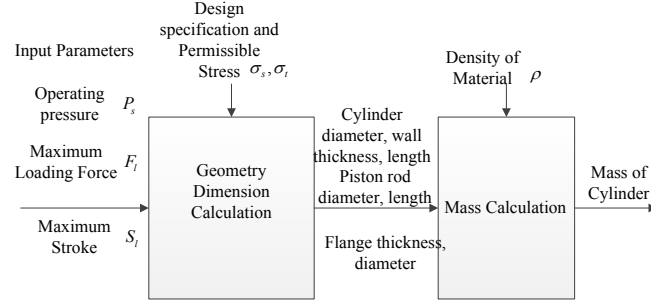 Design
specification and
Permissible
Stress σs,σt
Input Parameters
Operating
pressure Ps
Maximum
Loading Force Fl
Maximum
Stroke Sl
Geometry
Dimension
Calculation
Cylinder
diameter, wall
thickness, length
Piston rod
diameter, length
Flange thickness,
diameter
Density of
Material ρ
Mass Calculation
Mass of
Cylinder